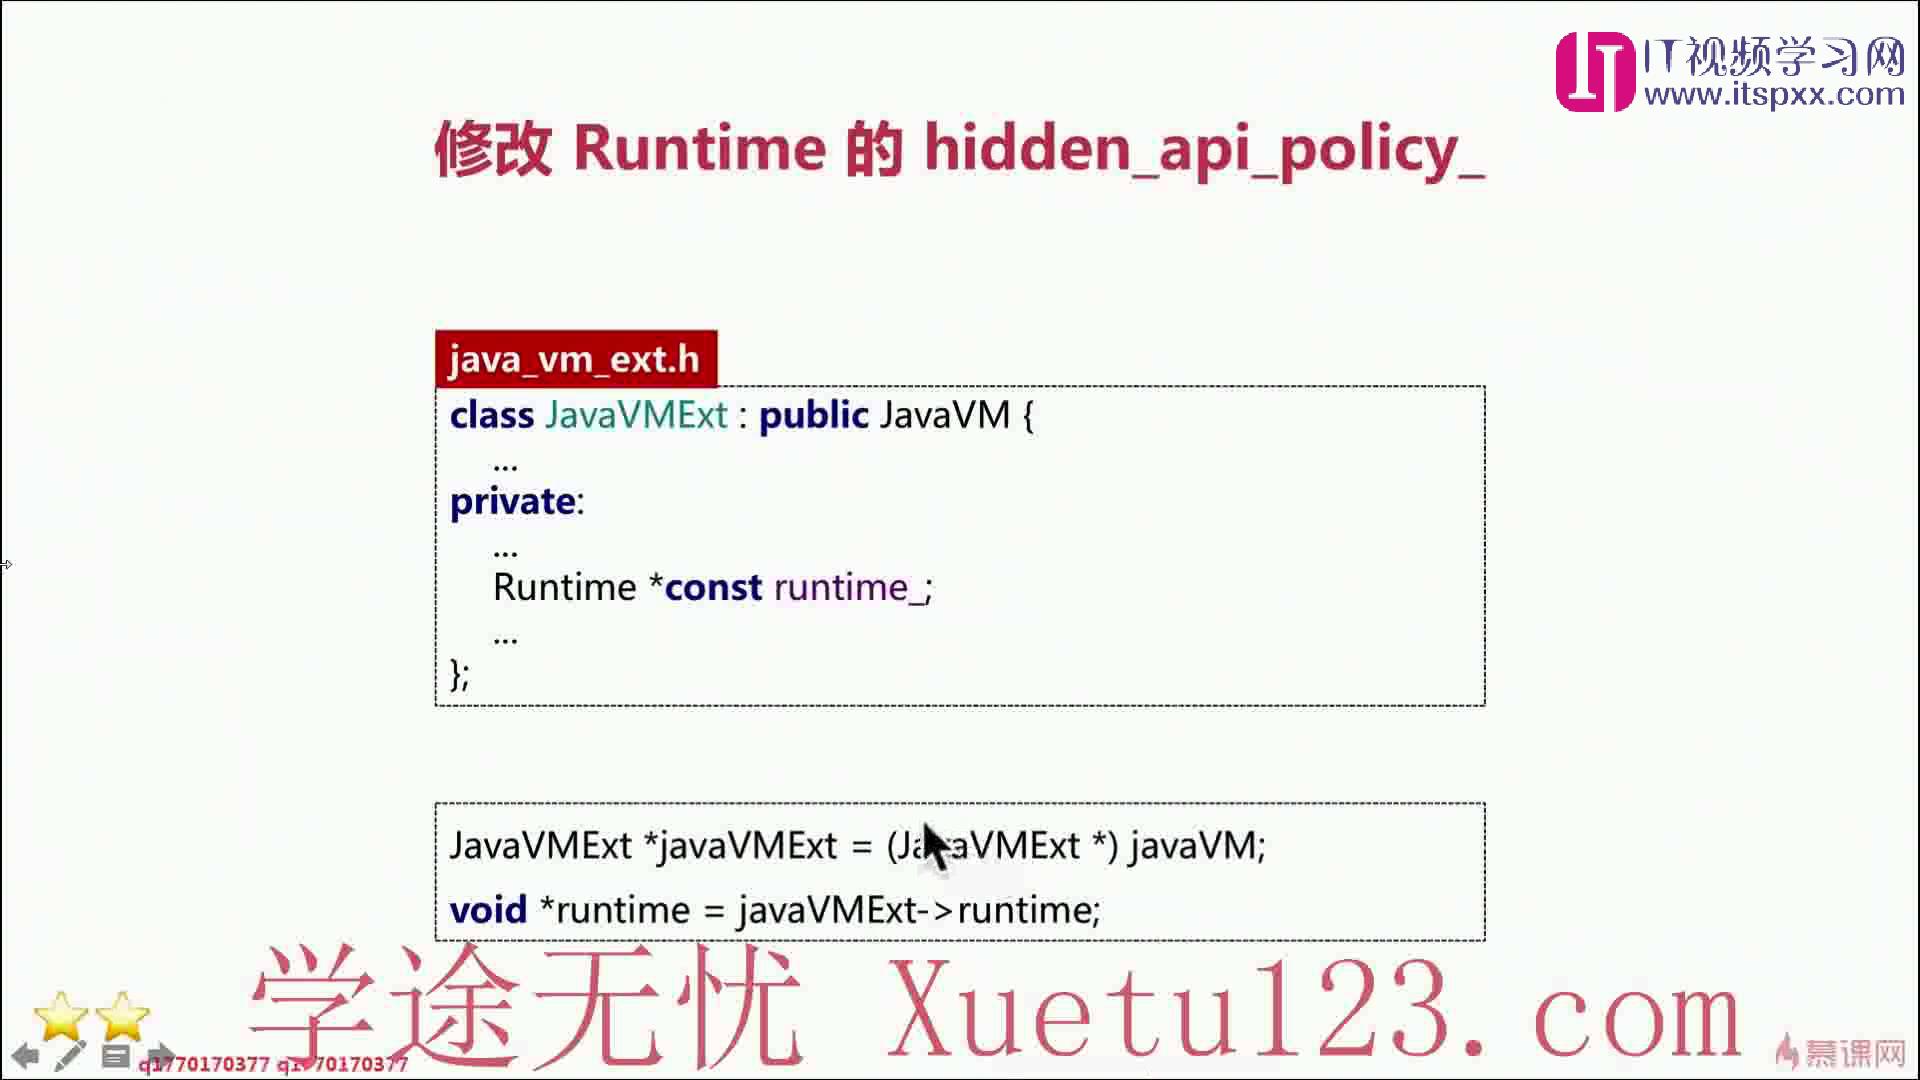 IT视频学习网
www.itspxx.com
修改 Runtime 的 hidden_api_policy_
java_vm_ext.h
class JavaVMExt : public JavaVM {
...
private:
...
Runtime *const runtime_;
...
};
JavaVMExt *javaVMExt = (JavaVMExt *) javaVM;
void *runtime = javaVMExt->runtime;
学途无忧 Xuetu123.com
q1770170377 q1770170377
慕课网